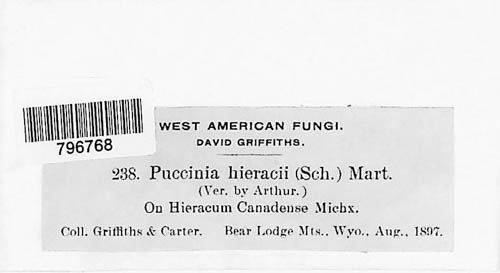 796768
WEST AMERICAN FUNGI.
DAVID GRIFFITHS.
238. Puccinia hieracii (Sch.) Mart.
(Ver. by Arthur.)
On Hieracum Canadense Michx.
Coll. Griffiths & Carter. Bear Lodge Mts., Wyo., Aug., 1897.